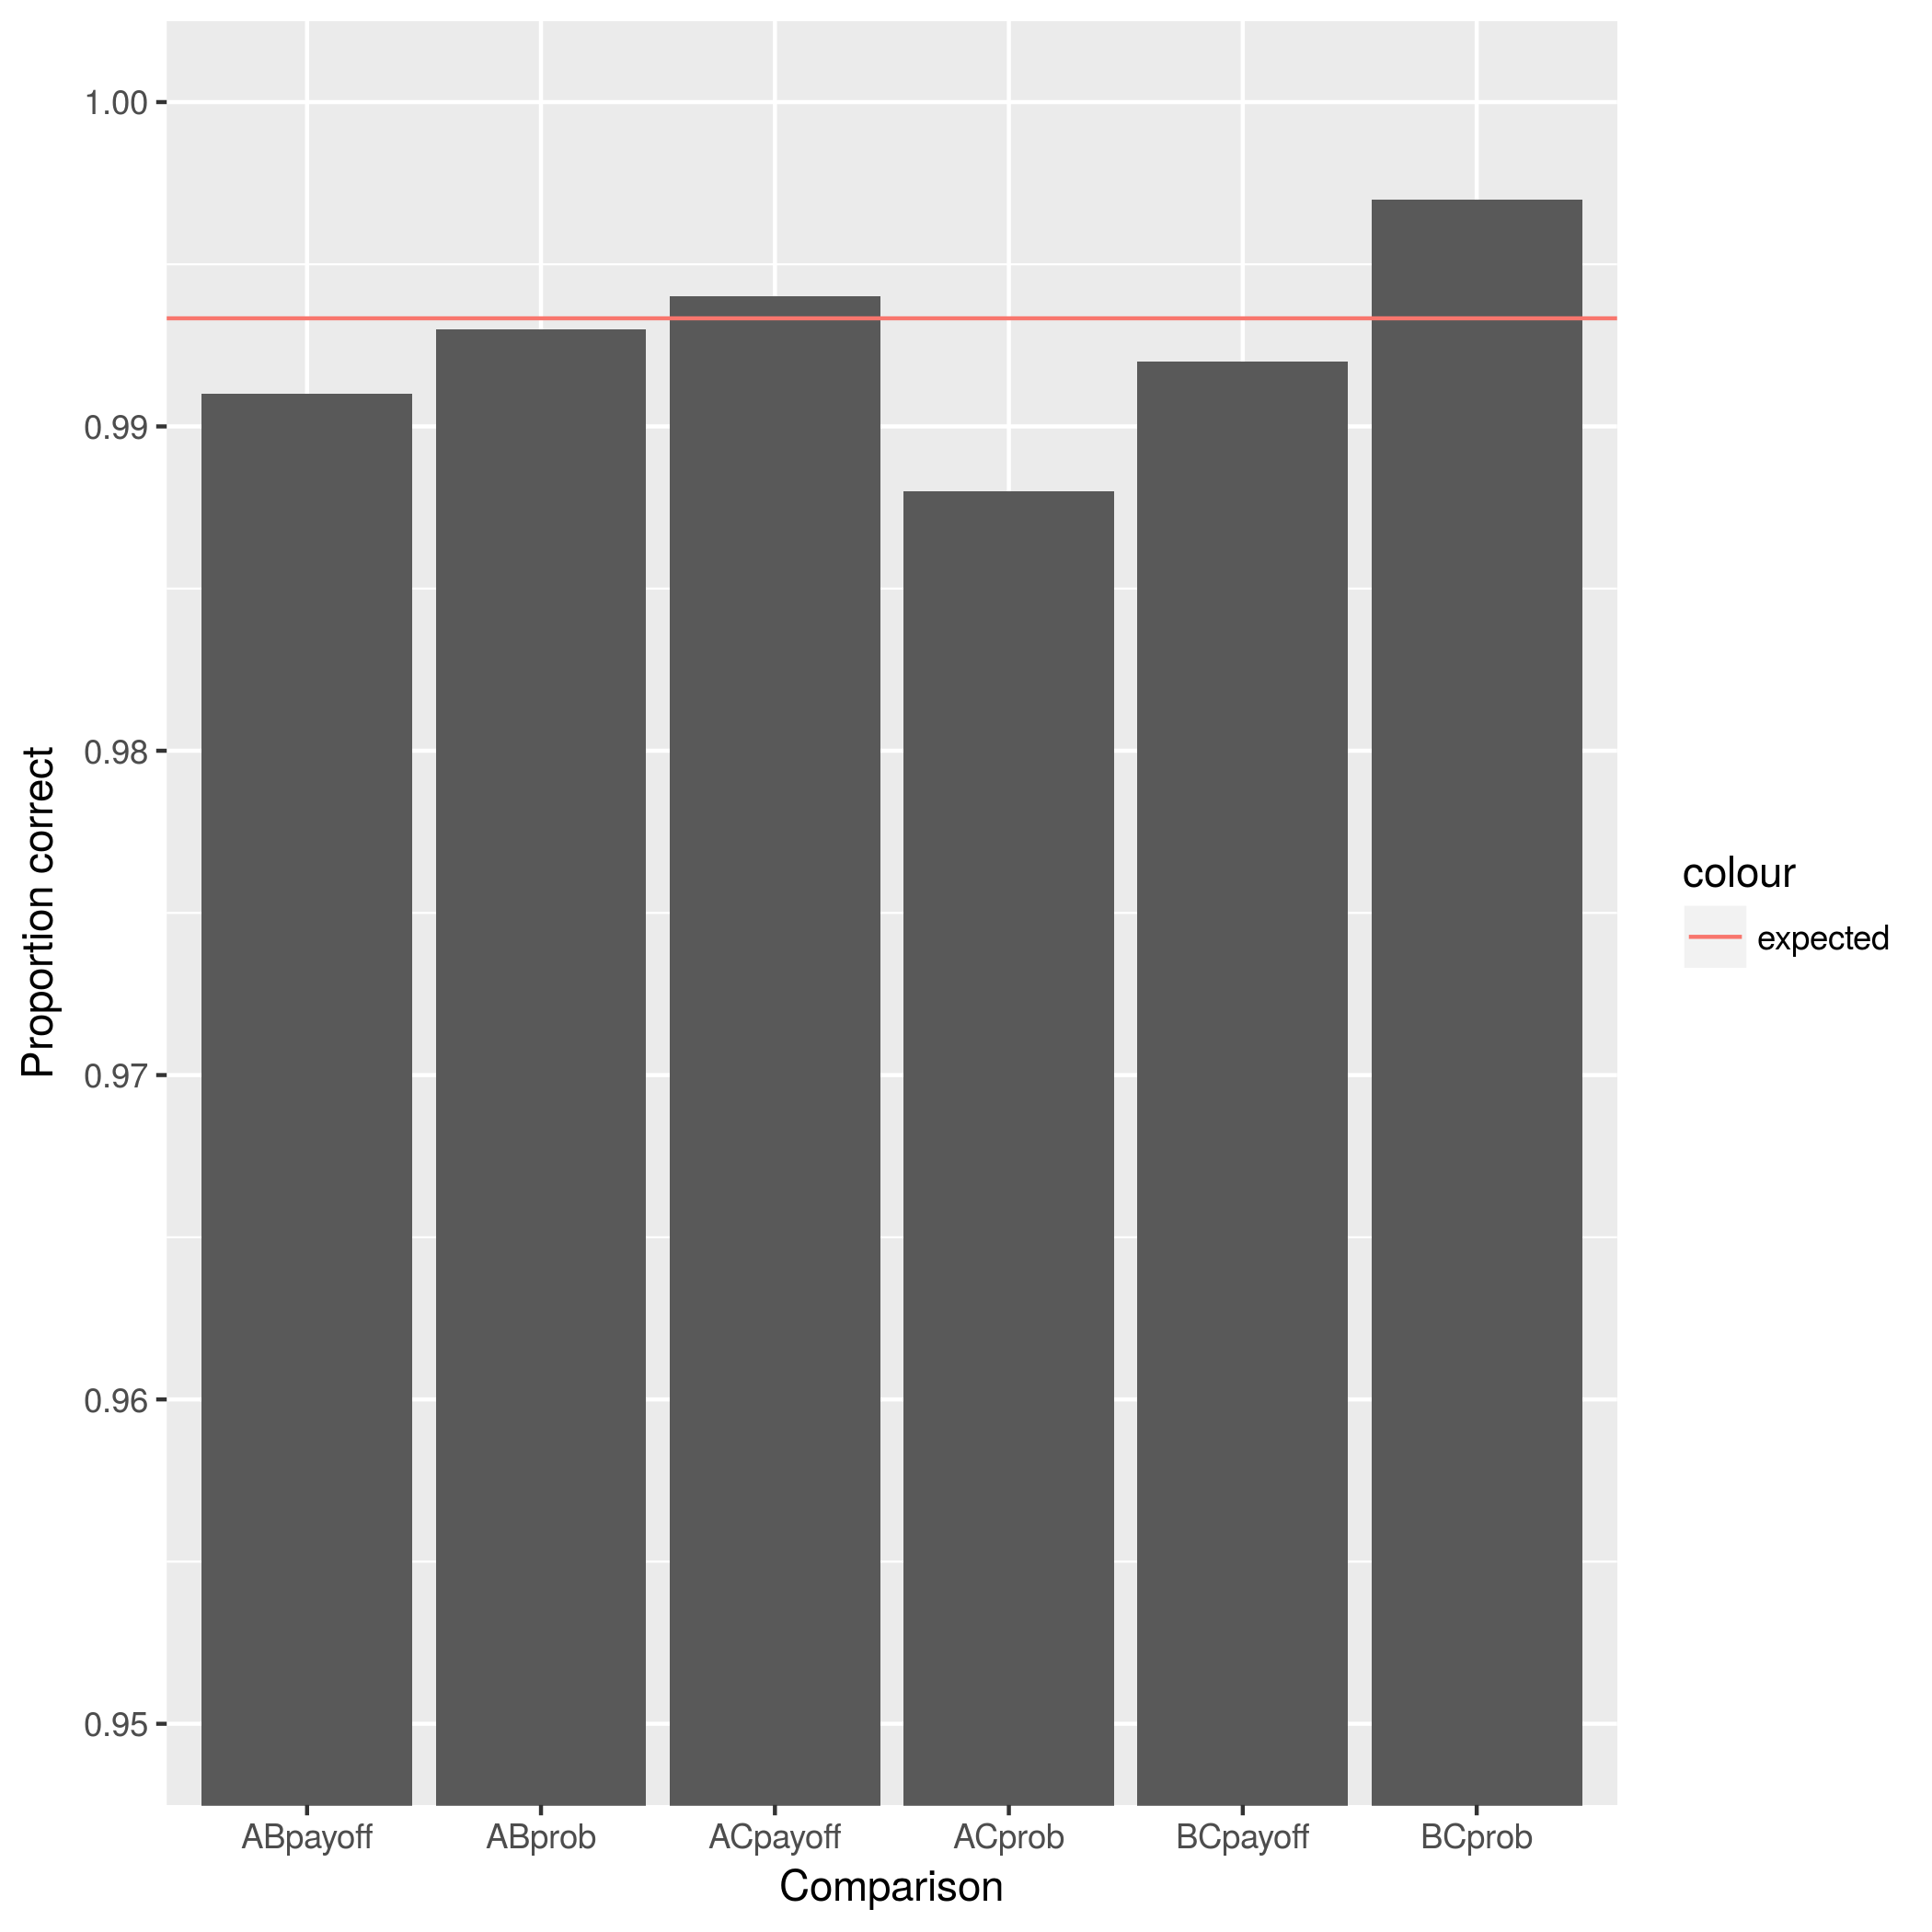 1.00
0.99
0.98
0.97
0.96
0.95
Proportion correct
ABpayoff
ABprob
ACpayoff
ACprob
BCpayoff
BCprob
Comparison
colour
expected